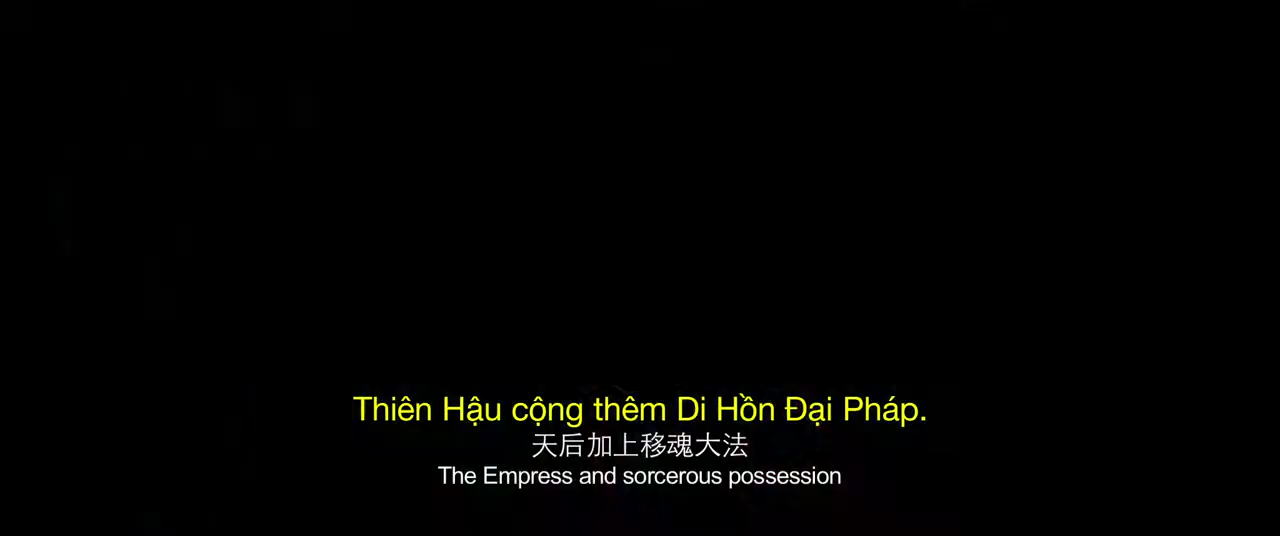 Thiên Hậu cộng thêm Di Hồn Đại Pháp.
天后加上移魂大法
The Empress and sorcerous possession